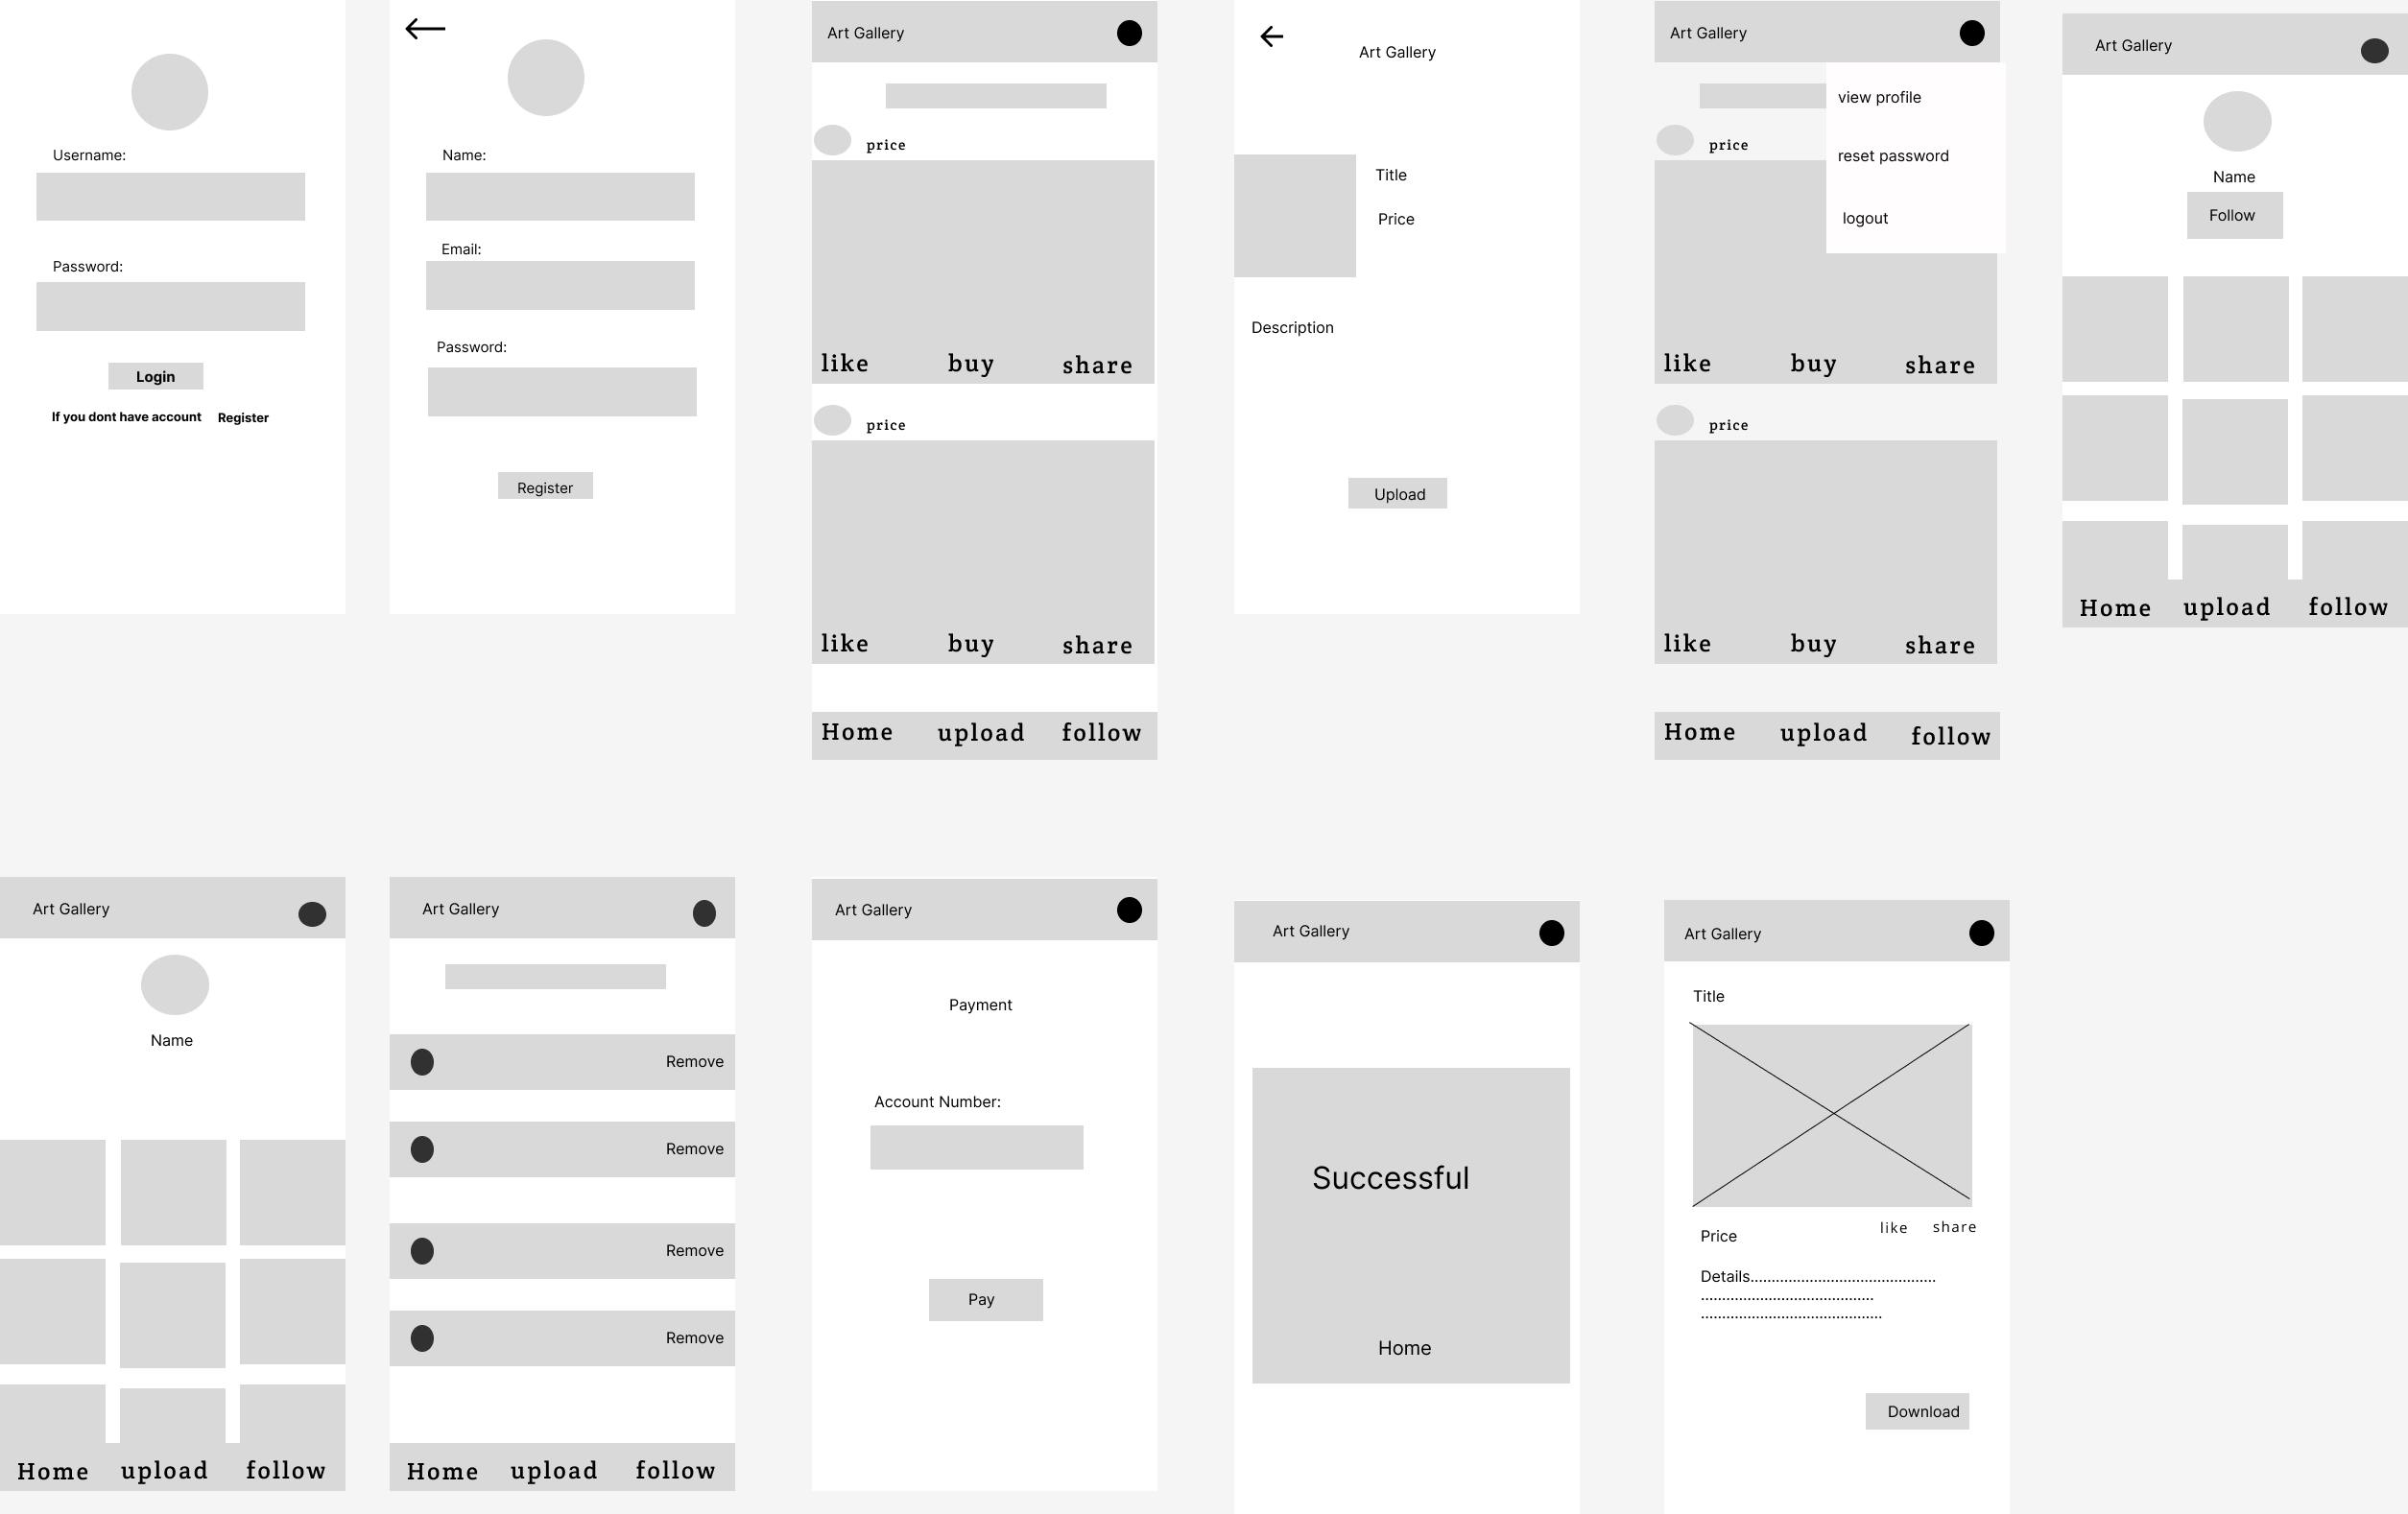 Username:
Password:
Login
If you dont have account Register
Name:
Email:
Password:
Register
Art Gallery
price
like buy share
price
like buy share
Home upload follow
Art Gallery
Title
Price
Description
Upload
Art Gallery
view profile
price
reset password
logout
like buy share
price
like buy share
Home upload follow
Art Gallery
Name
Follow
Home upload follow
Art Gallery
Name
Home upload follow
Art Gallery
Remove
Remove
Remove
Remove
Home upload follow
Art Gallery
Payment
Account Number:
Pay
Art Gallery
Successful
Home
Art Gallery
Title
like share
Price
Details............................................
.........................................
...........................................
Download